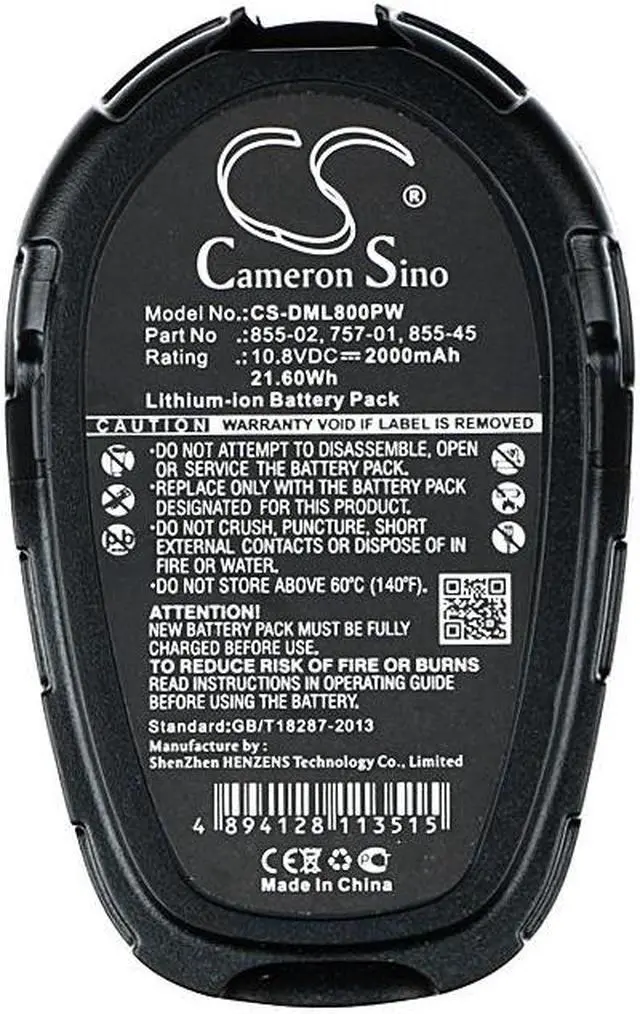 CS
®
Cameron Sino
Model No.:CS-DML800PW
Part No .:855-02, 757-01, 855-45
Rating .:10.8VDC⎓2000mAh
21.60Wh
Lithium-ion Battery Pack
CAUTION WARRANTY VOID IF LABEL IS REMOVED
•DO NOT ATTEMPT TO DISASSEMBLE, OPEN
OR SERVICE THE BATTERY PACK.
•REPLACE ONLY WITH THE BATTERY PACK
DESIGNATED FOR THIS PRODUCT.
Pb
•DO NOT CRUSH, PUNCTURE, SHORT
EXTERNAL CONTACTS OR DISPOSE OF IN
FIRE OR WATER.
•DO NOT STORE ABOVE 60°C (140°F).
ATTENTION!
NEW BATTERY PACK MUST BE FULLY
CHARGED BEFORE USE.
TO REDUCE RISK OF FIRE OR BURNS
READ INSTRUCTIONS IN OPERATING GUIDE
BEFORE USING THE BATTERY.
Standard:GB/T18287-2013
Manufacture by :
ShenZhen HENZENS Technology Co., Limited
4 894128 113515
CE PC
Made In China